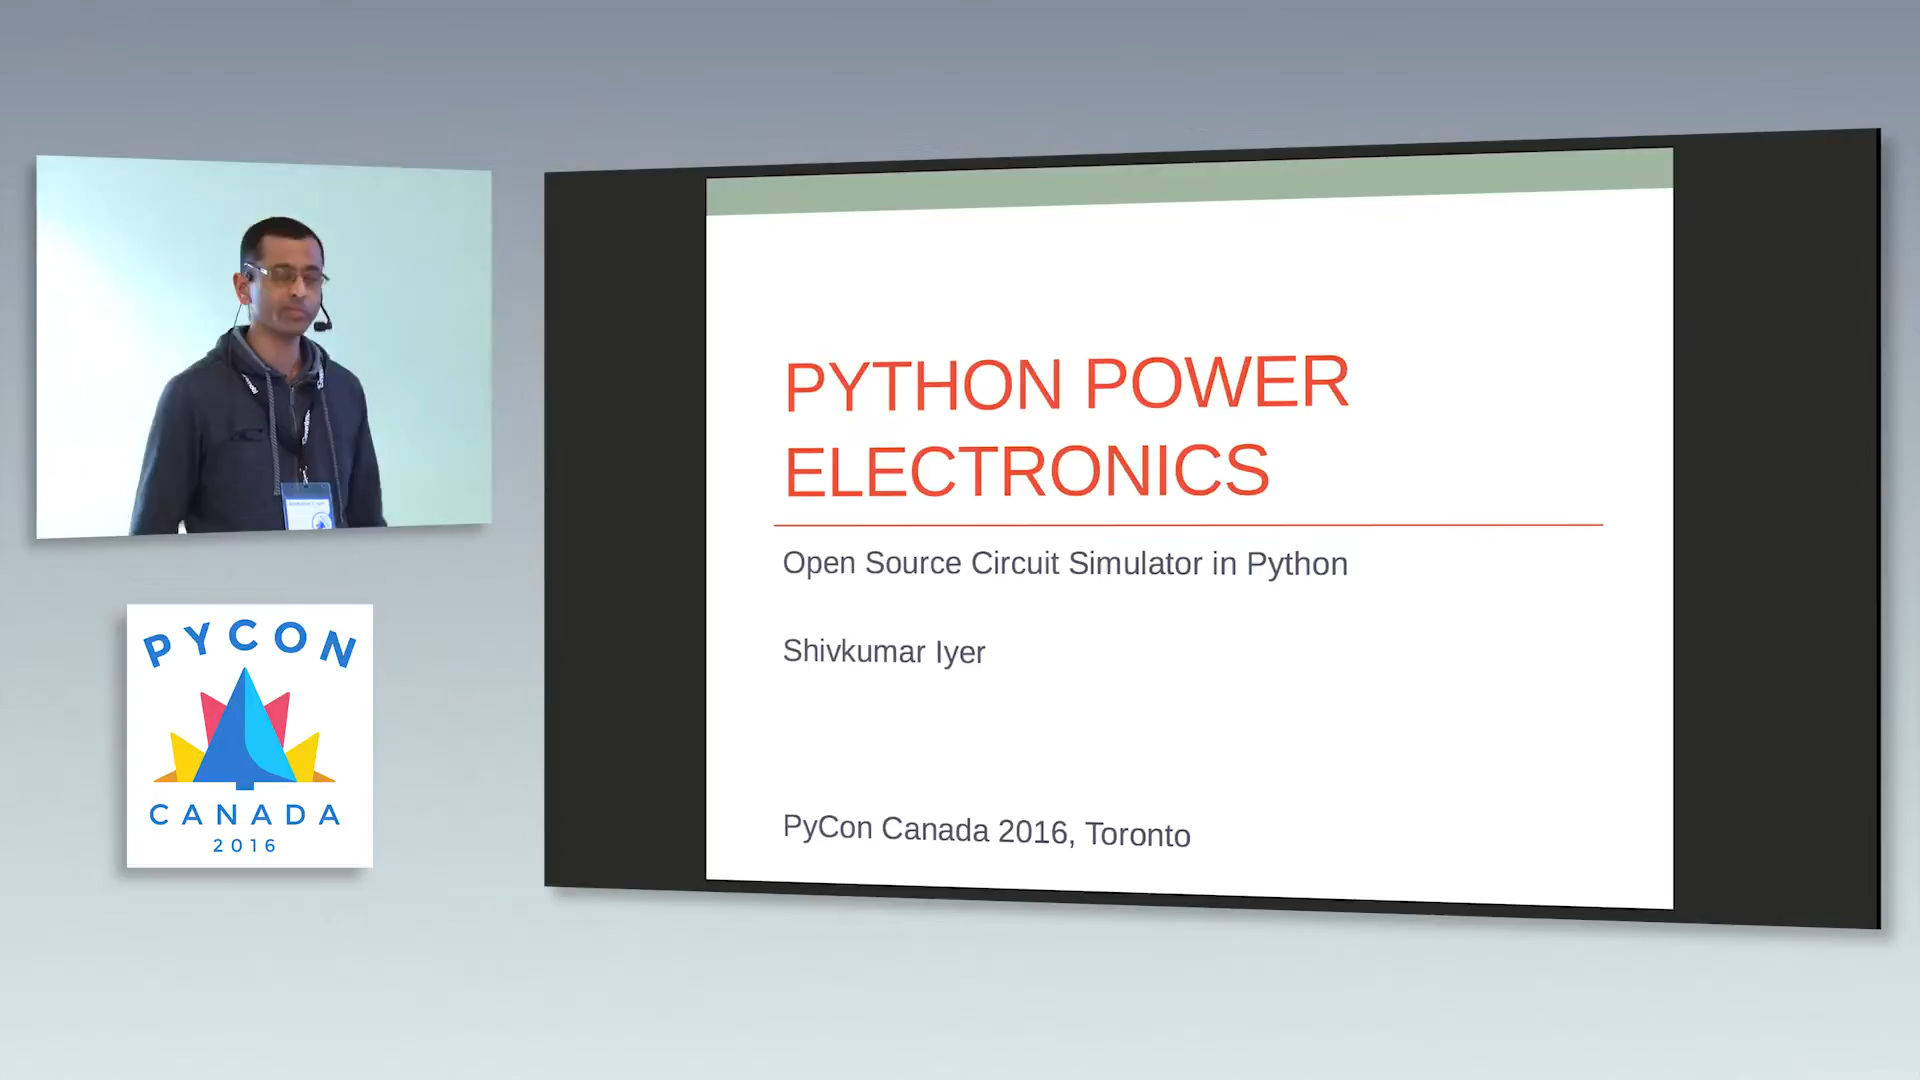 PYTHON POWER
ELECTRONICS
Open Source Circuit Simulator in Python
Shivkumar Iyer
PyCon Canada 2016, Toronto
PYCON
CANADA
2016